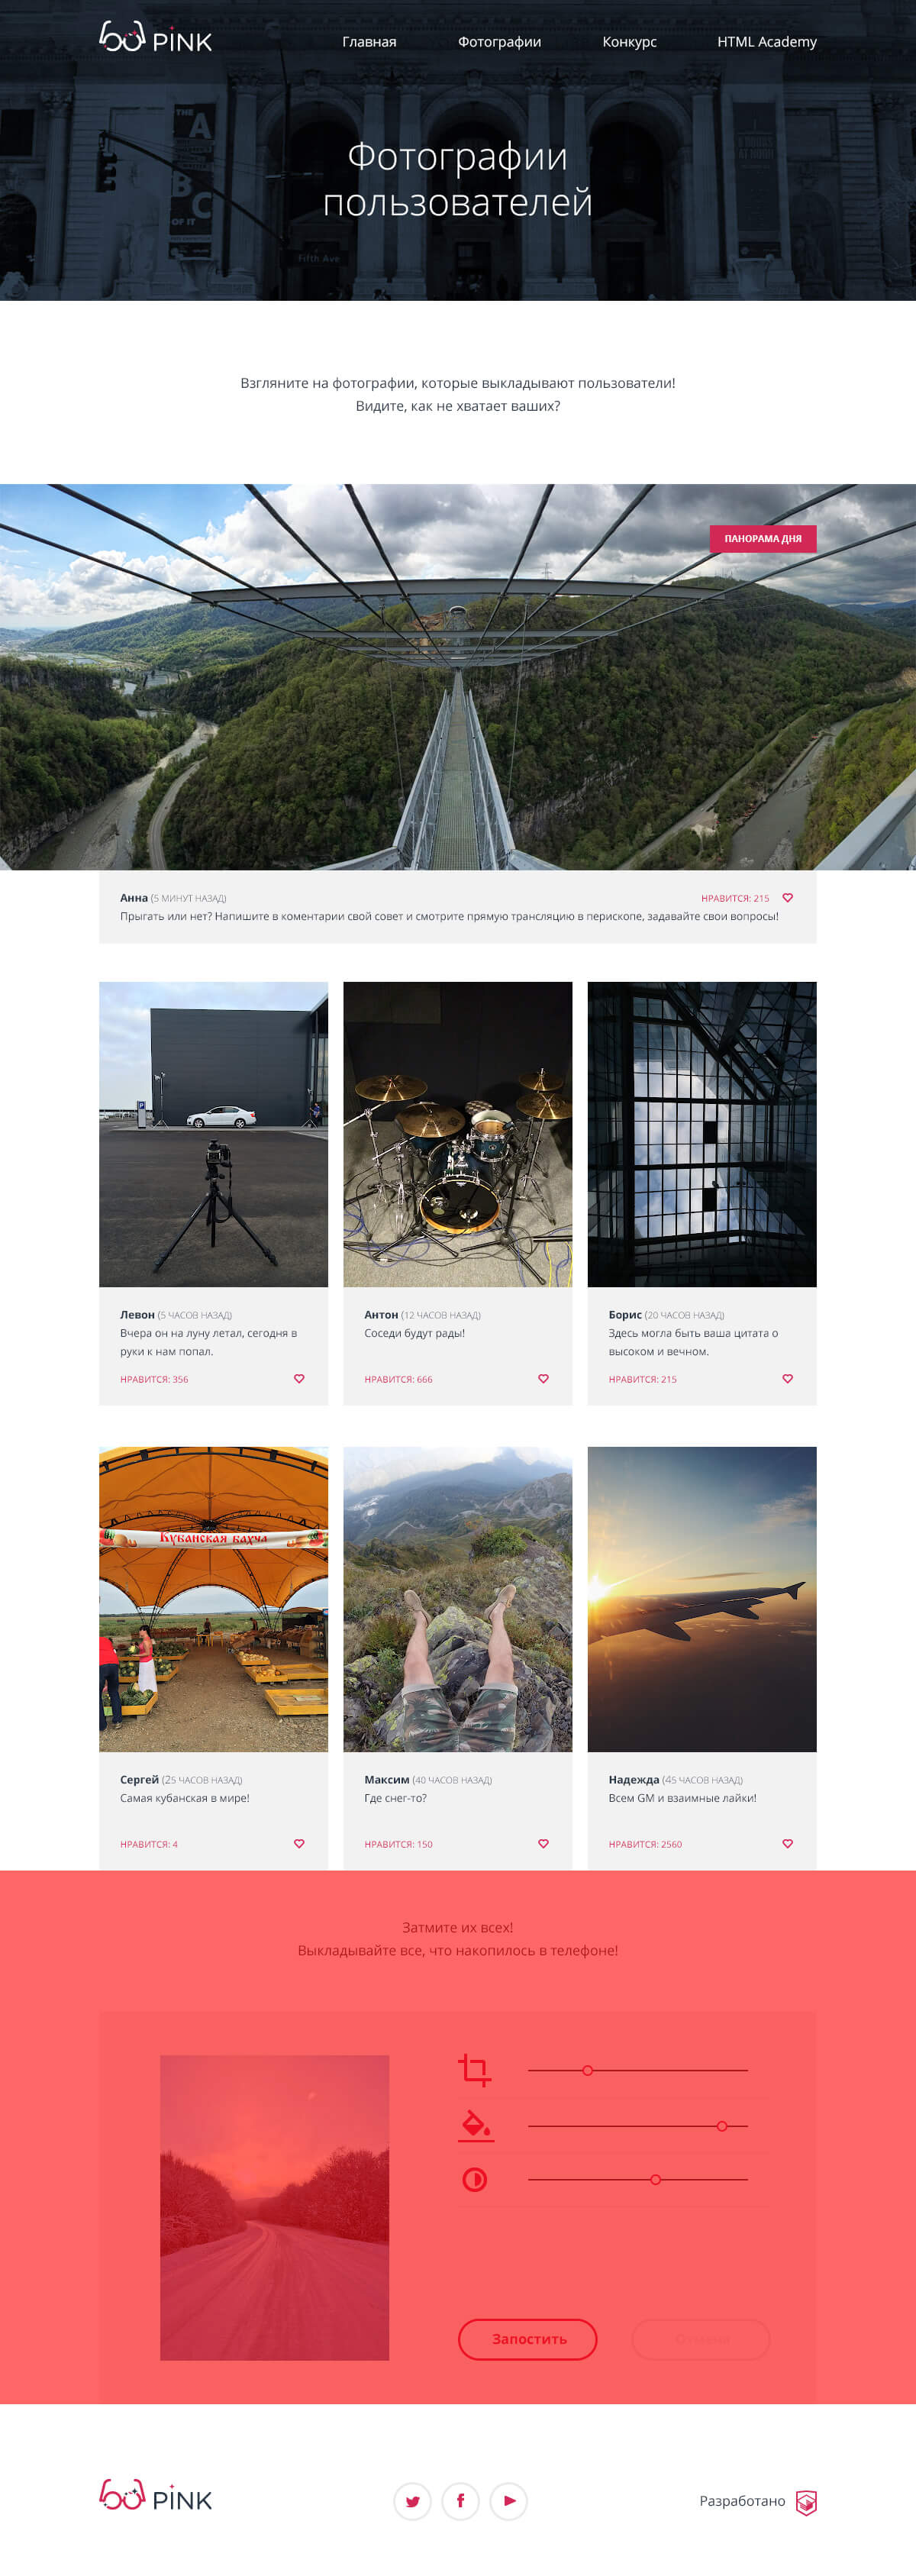 PINK
Главная
Фотографии
Конкурс
HTML Academy
THE
A
BC
OF IT
Fifth Ave
Фотографии
пользователей
Взгляните на фотографии, которые выкладывают пользователи!
Видите, как не хватает ваших?
ПАНОРАМА ДНЯ
Анна (5 МИНУТ НАЗАД)
НРАВИТСЯ: 215
Прыгать или нет? Напишите в коментарии свой совет и смотрите прямую трансляцию в перископе, задавайте свои вопросы!
Левон (5 ЧАСОВ НАЗАД)
Вчера он на луну летал, сегодня в
руки к нам попал.
НРАВИТСЯ: 356
Антон (12 ЧАСОВ НАЗАД)
Соседи будут рады!
НРАВИТСЯ: 666
Борис (20 ЧАСОВ НАЗАД)
Здесь могла быть ваша цитата о
высоком и вечном.
НРАВИТСЯ: 215
Кубанская бахча
Сергей (25 ЧАСОВ НАЗАД)
Самая кубанская в мире!
НРАВИТСЯ: 4
Максим (40 ЧАСОВ НАЗАД)
Где снег-то?
НРАВИТСЯ: 150
Надежда (45 ЧАСОВ НАЗАД)
Всем GM и взаимные лайки!
НРАВИТСЯ: 2560
Затмите их всех!
Выкладывайте все, что накопилось в телефоне!
Запостить
PINK
Разработано